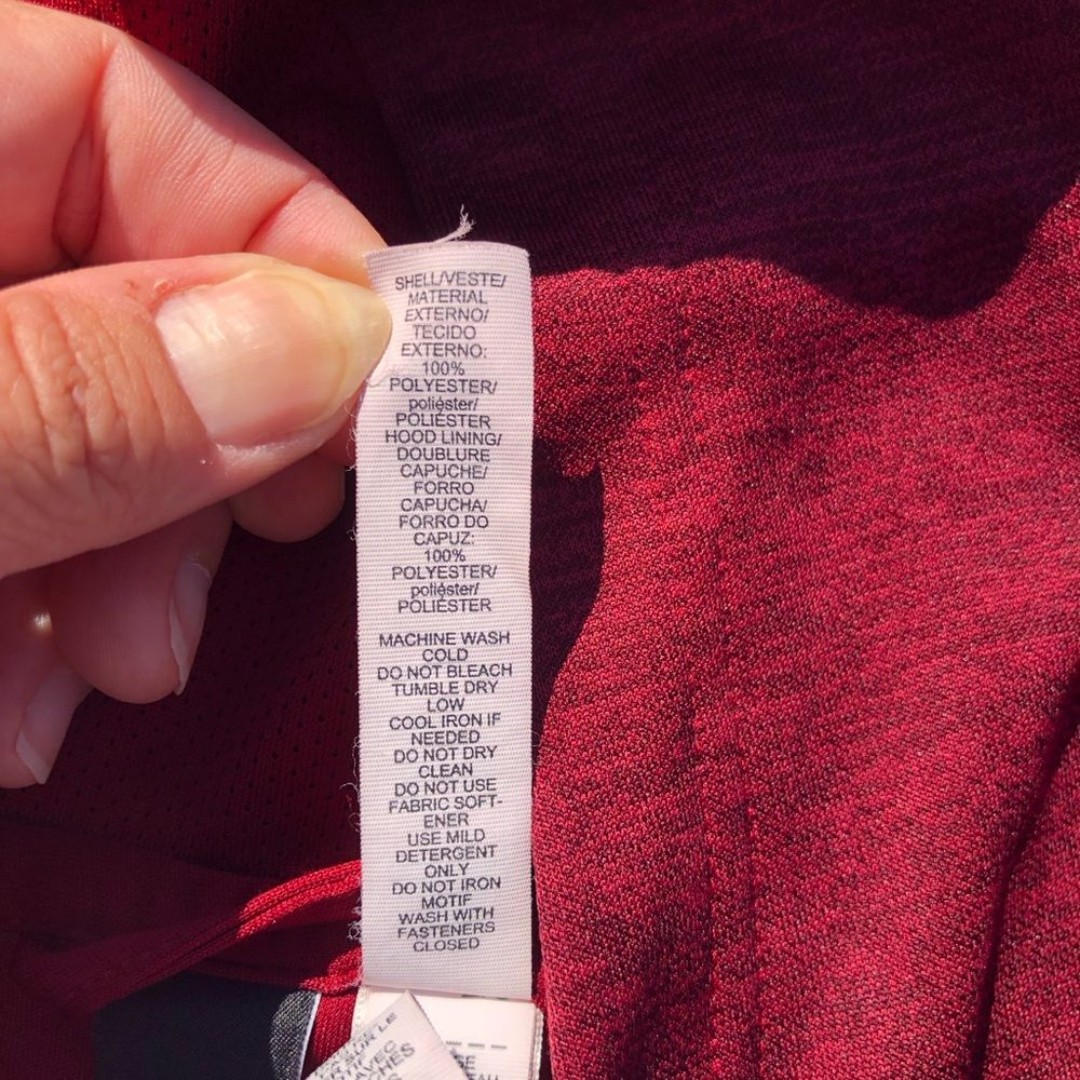 SHELL/VESTE/
MATERIAL
EXTERNO/
TECIDO
EXTERNO:
100%
POLYESTER/
poliéster/
POLIÉSTER
HOOD LINING/
DOUBLURE
CAPUCHE/
FORRO
CAPUCHA/
FORRO DO
CAPUZ:
100%
POLYESTER/
poliéster/
POLIÉSTER
MACHINE WASH
COLD
DO NOT BLEACH
TUMBLE DRY
LOW
COOL IRON IF
NEEDED
DO NOT DRY
CLEAN
DO NOT USE
FABRIC SOFT-
ENER
USE MILD
DETERGENT
ONLY
DO NOT IRON
MOTIF
WASH WITH
FASTENERS
CLOSED
SUR LE
AVEC